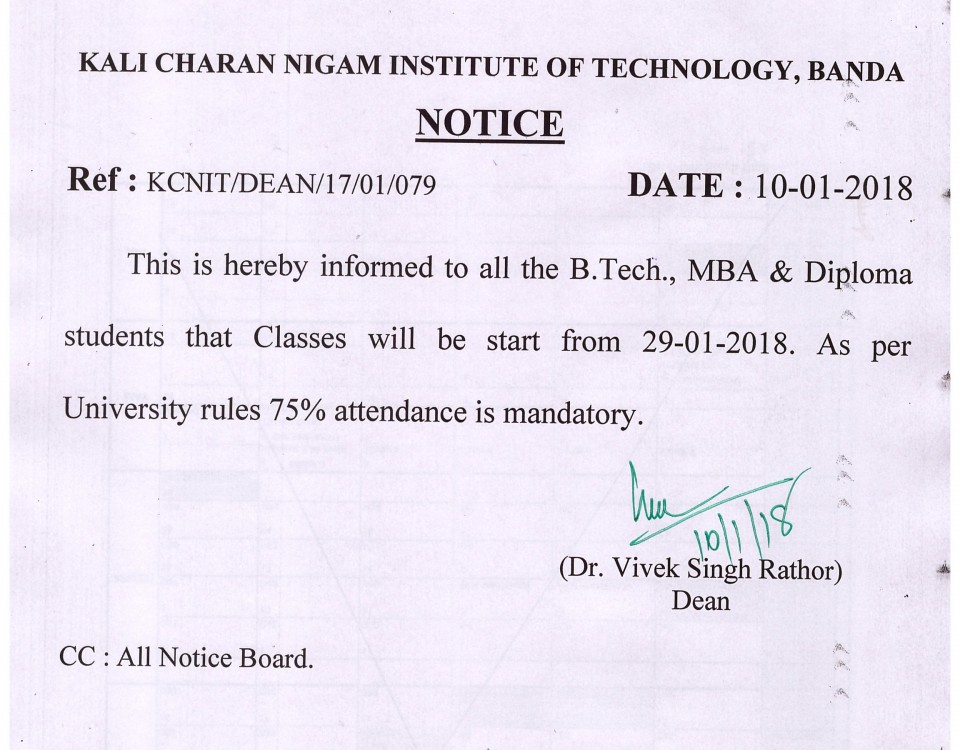 KALI CHARAN NIGAM INSTITUTE OF TECHNOLOGY, BANDA
NOTICE
Ref : KCNIT/DEAN/17/01/079 DATE : 10-01-2018
This is hereby informed to all the B.Tech., MBA & Diploma
students that Classes will be start from 29-01-2018. As per
University rules 75% attendance is mandatory.
10/1/18
(Dr. Vivek Singh Rathor)
Dean
CC : All Notice Board.